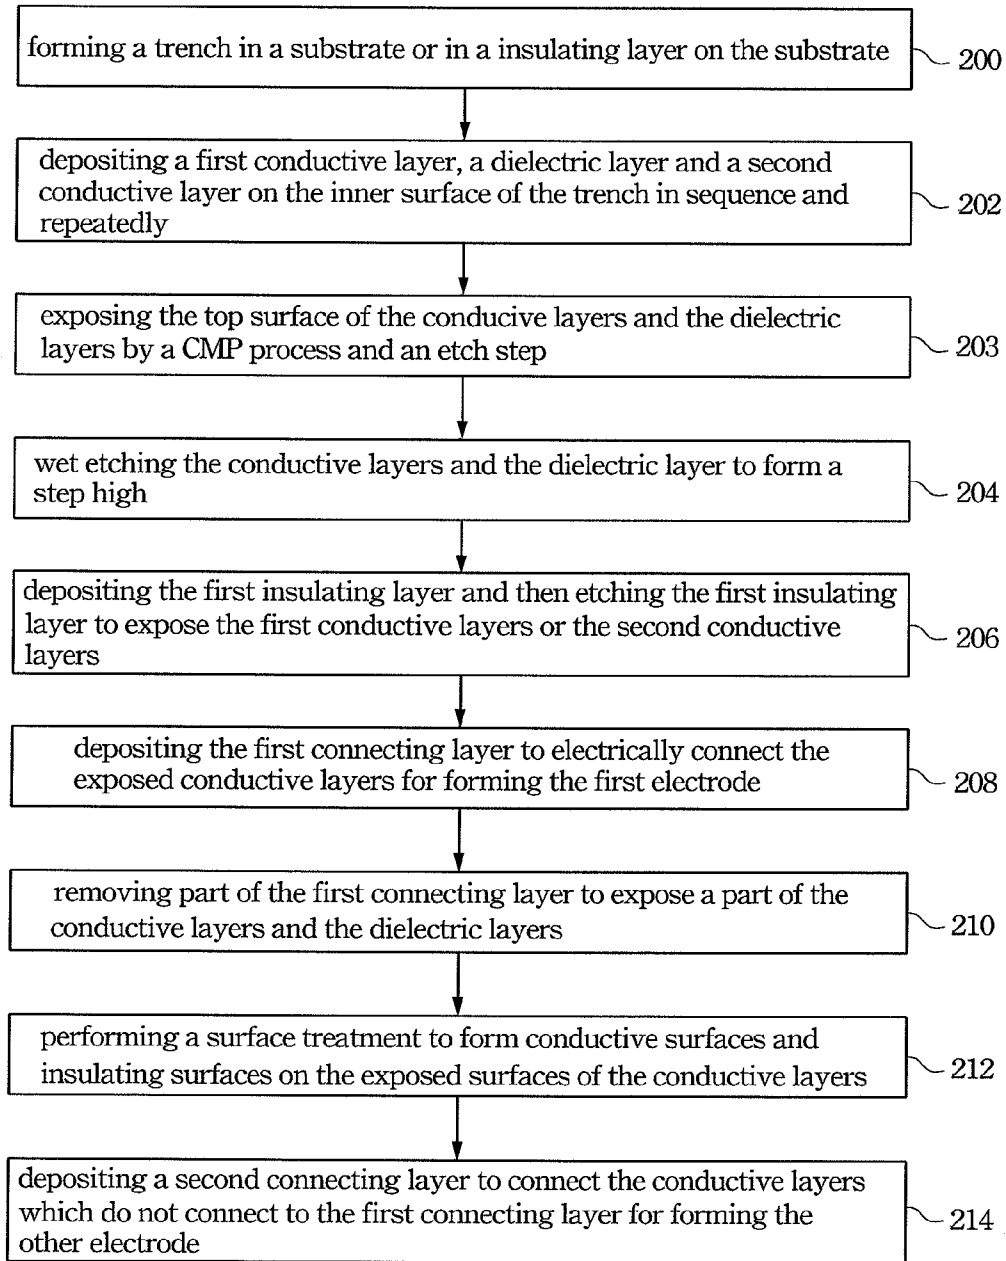 forming a trench in a substrate or in a insulating layer on the substrate
200
depositing a first conductive layer, a dielectric layer and a second
conductive layer on the inner surface of the trench in sequence and
repeatedly
202
exposing the top surface of the conducive layers and the dielectric
layers by a CMP process and an etch step
203
wet etching the conductive layers and the dielectric layer to form a
step high
204
depositing the first insulating layer and then etching the first insulating
layer to expose the first conductive layers or the second conductive
layers
206
depositing the first connecting layer to electrically connect the
exposed conductive layers for forming the first electrode
208
removing part of the first connecting layer to expose a part of the
conductive layers and the dielectric layers
210
performing a surface treatment to form conductive surfaces and
insulating surfaces on the exposed surfaces of the conductive layers
212
depositing a second connecting layer to connect the conductive layers
which do not connect to the first connecting layer for forming the
other electrode
214